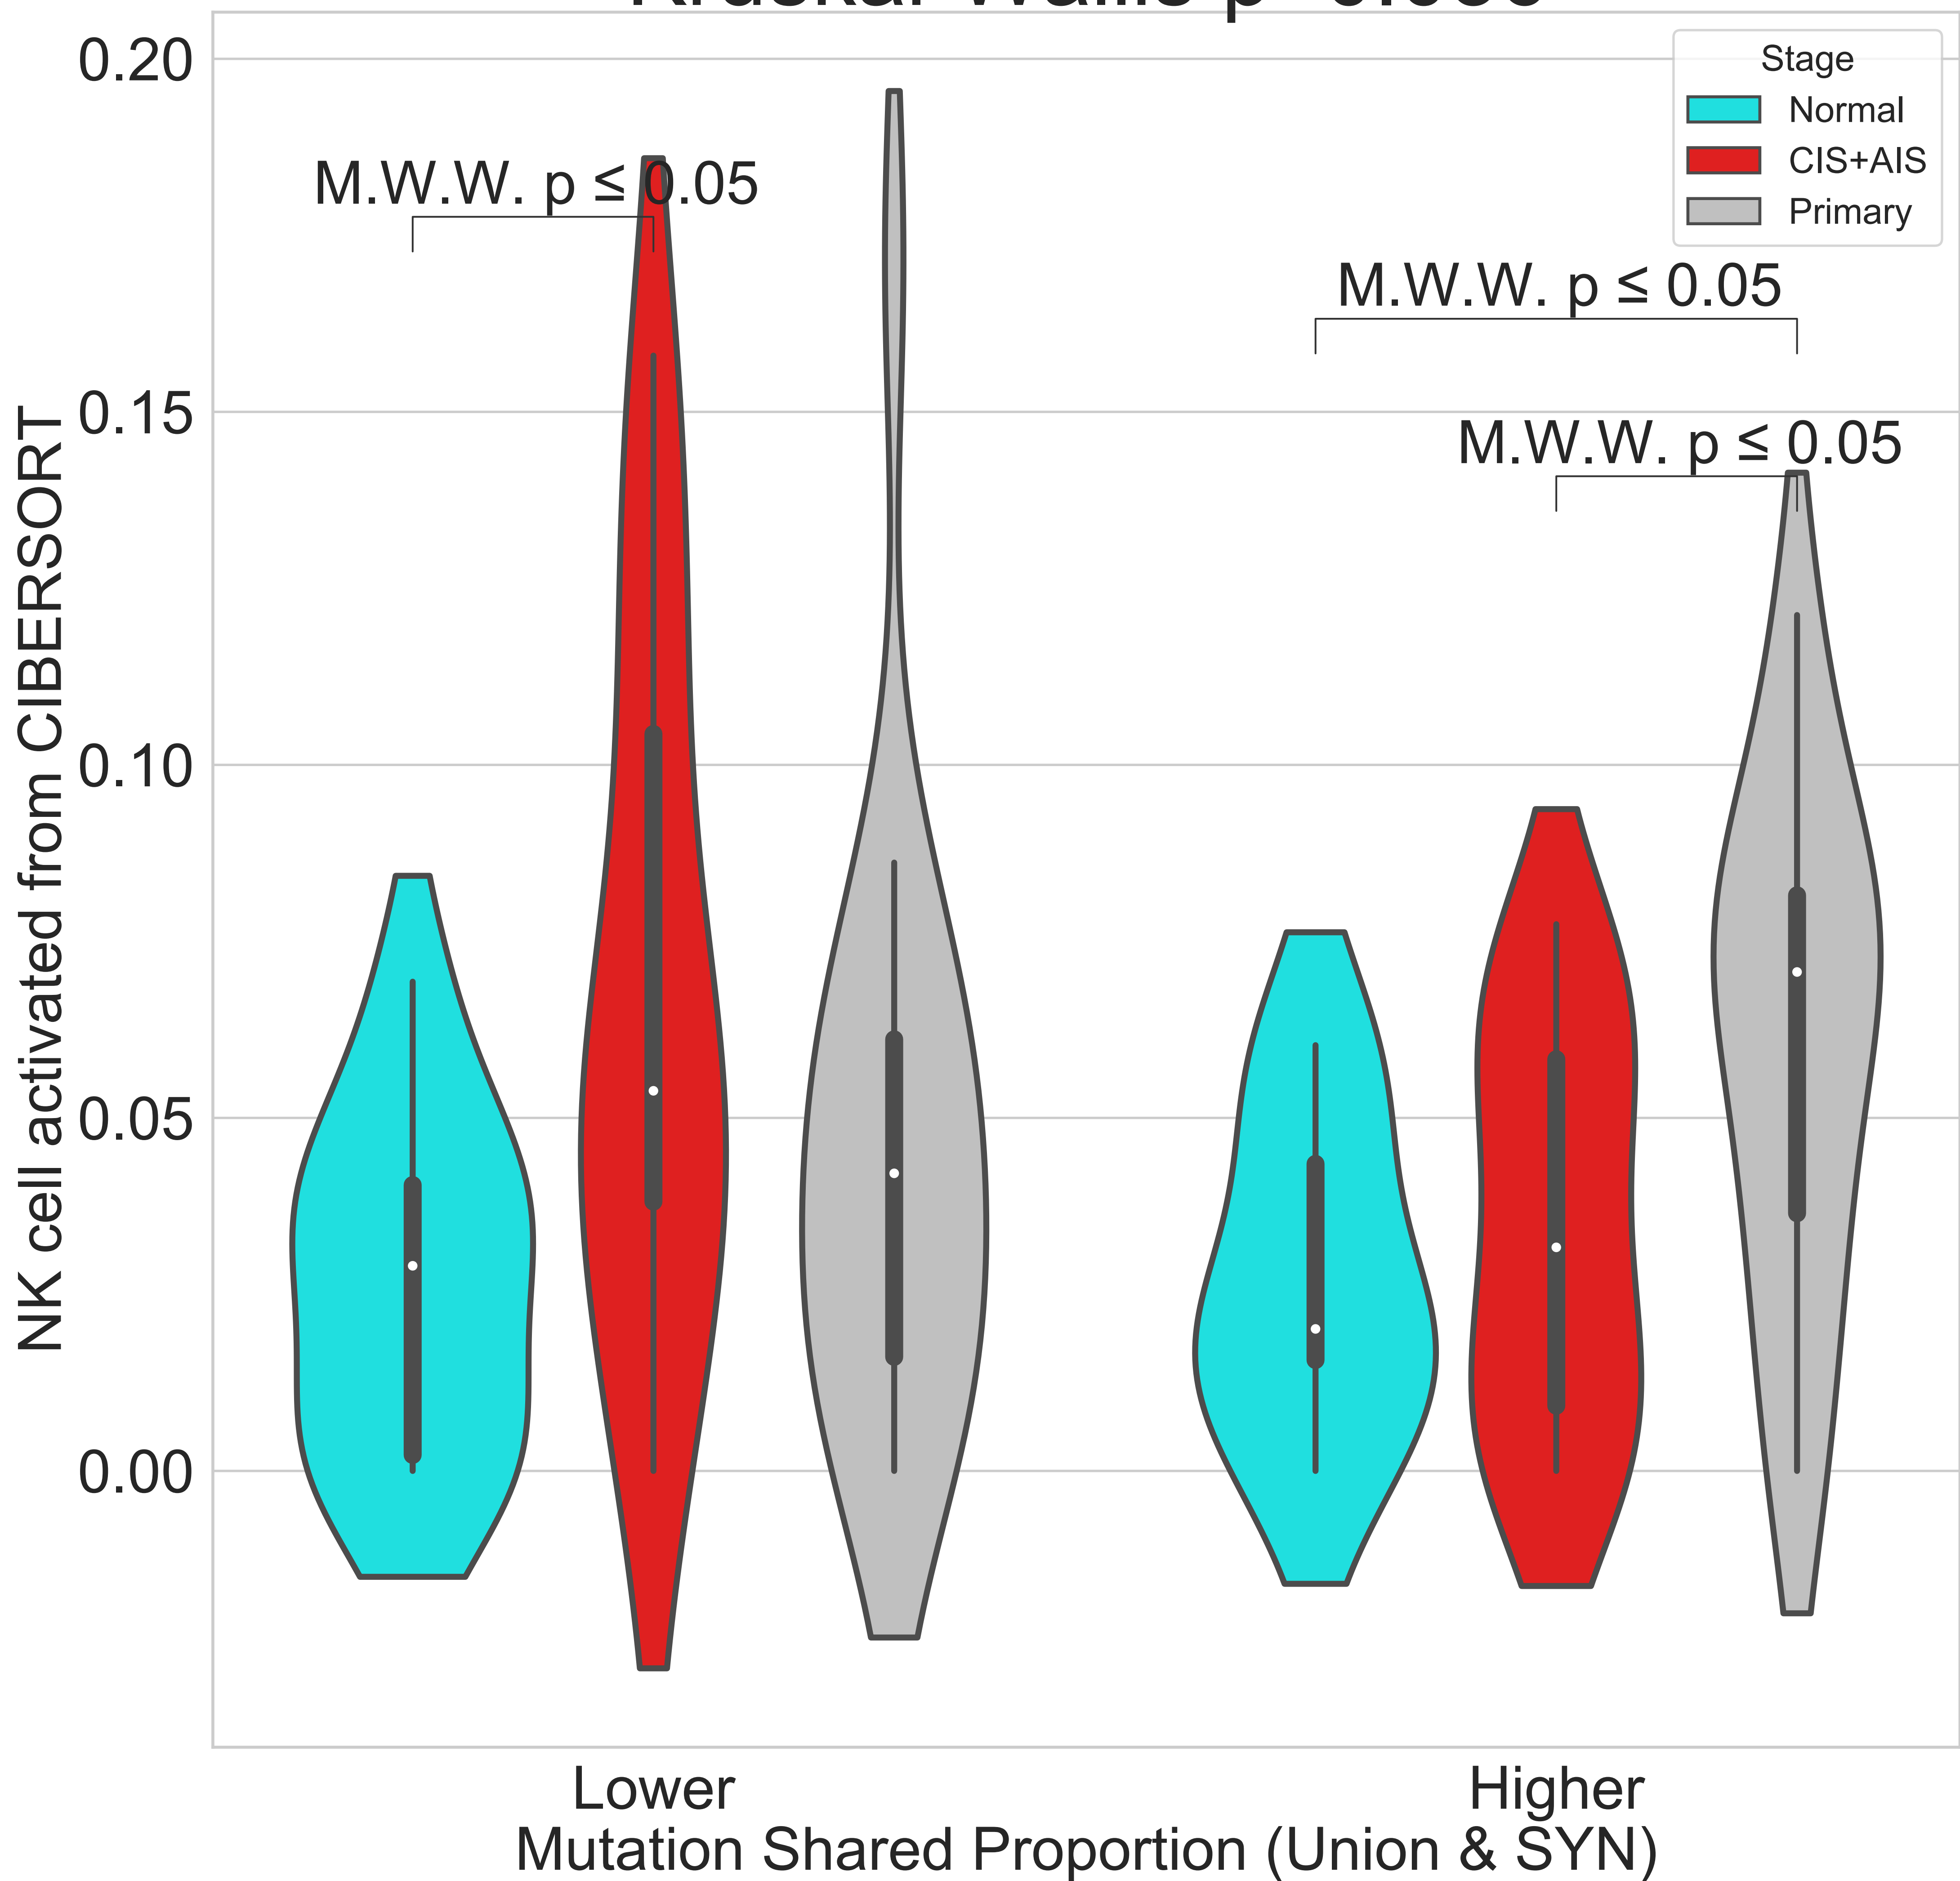 Stage
Normal
CIS+AIS
Primary
M.W.W. p ≤ 0.05
M.W.W. p ≤ 0.05
M.W.W. p ≤ 0.05
0.20
0.15
0.10
0.05
0.00
NK cell activated from CIBERSORT
Lower
Higher
Mutation Shared Proportion (Union & SYN)